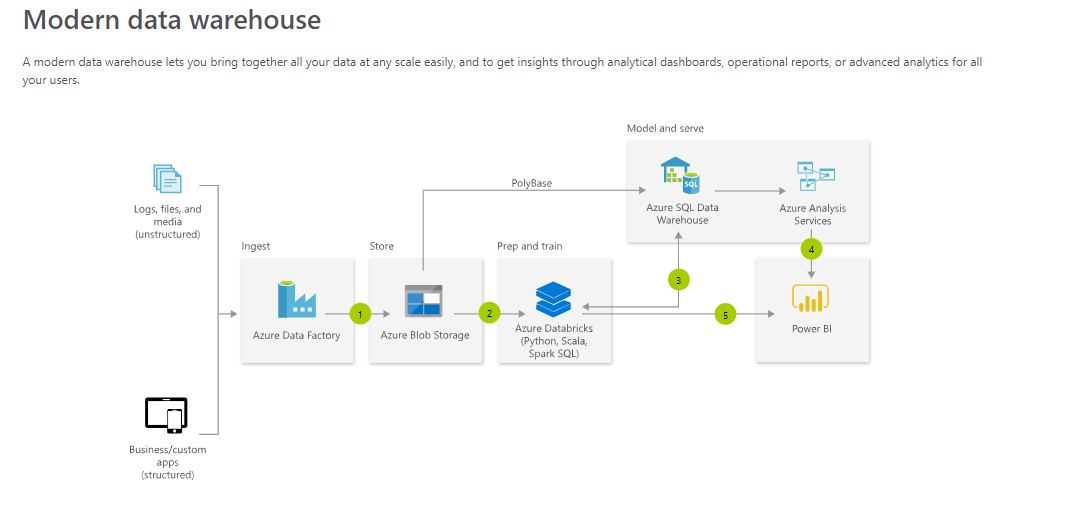 Modern data warehouse
A modern data warehouse lets you bring together all your data at any scale easily, and to get insights through analytical dashboards, operational reports, or advanced analytics for all
your users.
Model and serve
PolyBase
SQL
Logs, files, and
media
(unstructured)
Azure SQL Data
Warehouse
Azure Analysis
Services
Ingest
Store
Prep and train
4
3
1
2
5
Azure Data Factory
Azure Blob Storage
Azure Databricks
(Python, Scala,
Spark SQL)
Power BI
Business/custom
apps
(structured)